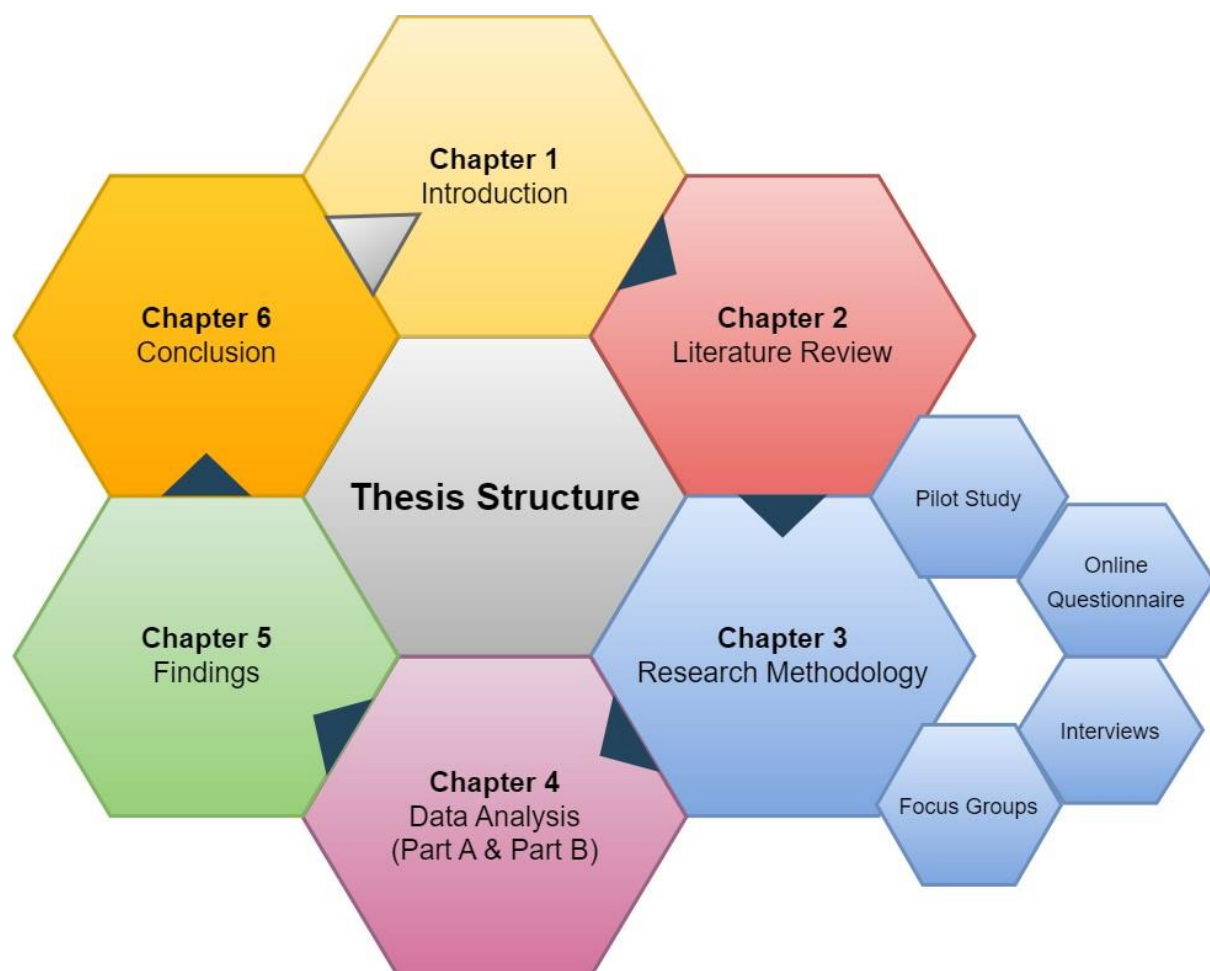 Chapter 1
Introduction
Chapter 2
Literature Review
Chapter 3
Research Methodology
Pilot Study
Online
Questionnaire
Interviews
Focus Groups
Chapter 4
Data Analysis
(Part A & Part B)
Chapter 5
Findings
Chapter 6
Conclusion
Thesis Structure